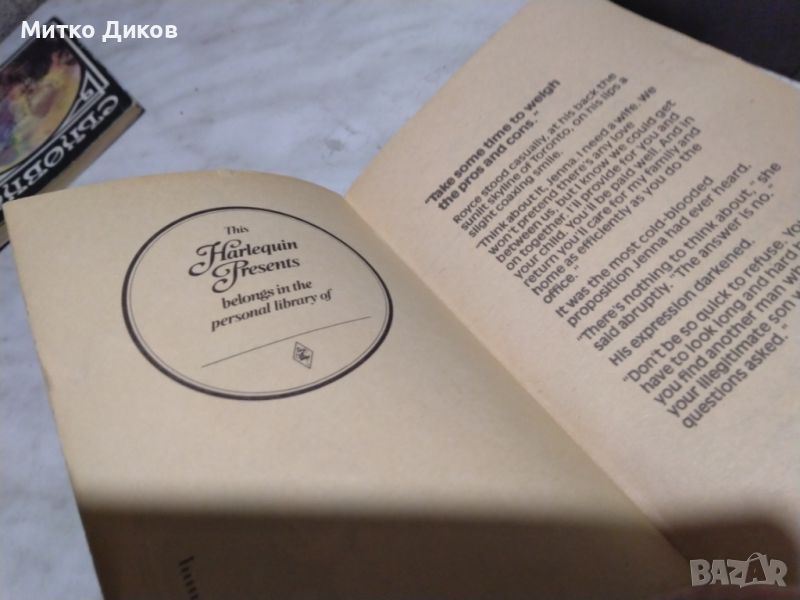 Митко Диков
СЪНОВН
This
Harlequin
Presents
belongs in the
personal library of
"Take some time to weigh
the pros and cons."
Royce stood casually, at his back the
sunlit skyline of Toronto, on his lips a
slight coaxing smile.
"Think about it, Jenna. I need a wife. We
won't pretend there's any love
between us, but I know we could get
on together. I'll provide for you and
your child. You'll be paid well. And in
return you'll care for my family and
home as efficiently as you do the
office."
It was the most cold-blooded
proposition Jenna had ever heard.
"There's nothing to think about," she
said abruptly. "The answer is no."
His expression darkened.
"Don't be so quick to refuse. You
have to look long and hard b
you find another man wh
your illegitimate son w
questions asked."
BAZAR